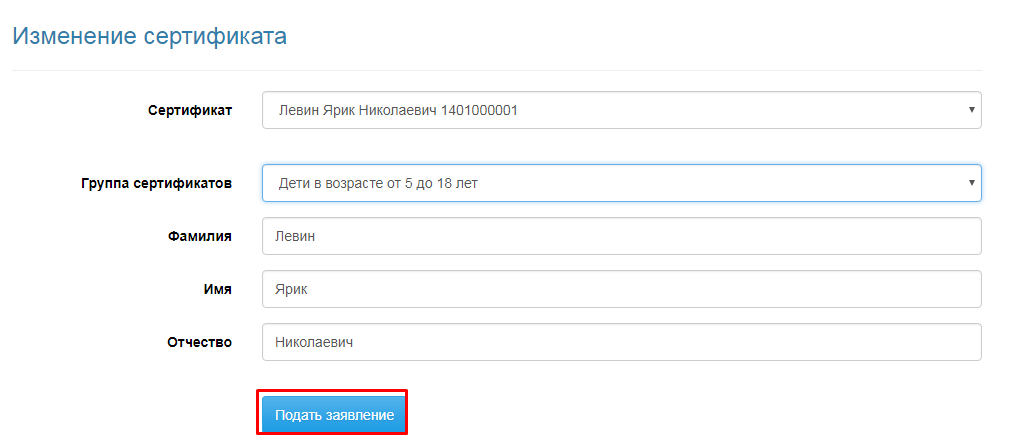 Изменение сертификата
Сертификат Левин Ярик Николаевич 1401000001
Группа сертификатов Дети в возрасте от 5 до 18 лет
Фамилия Левин
Имя Ярик
Отчество Николаевич
Подать заявление